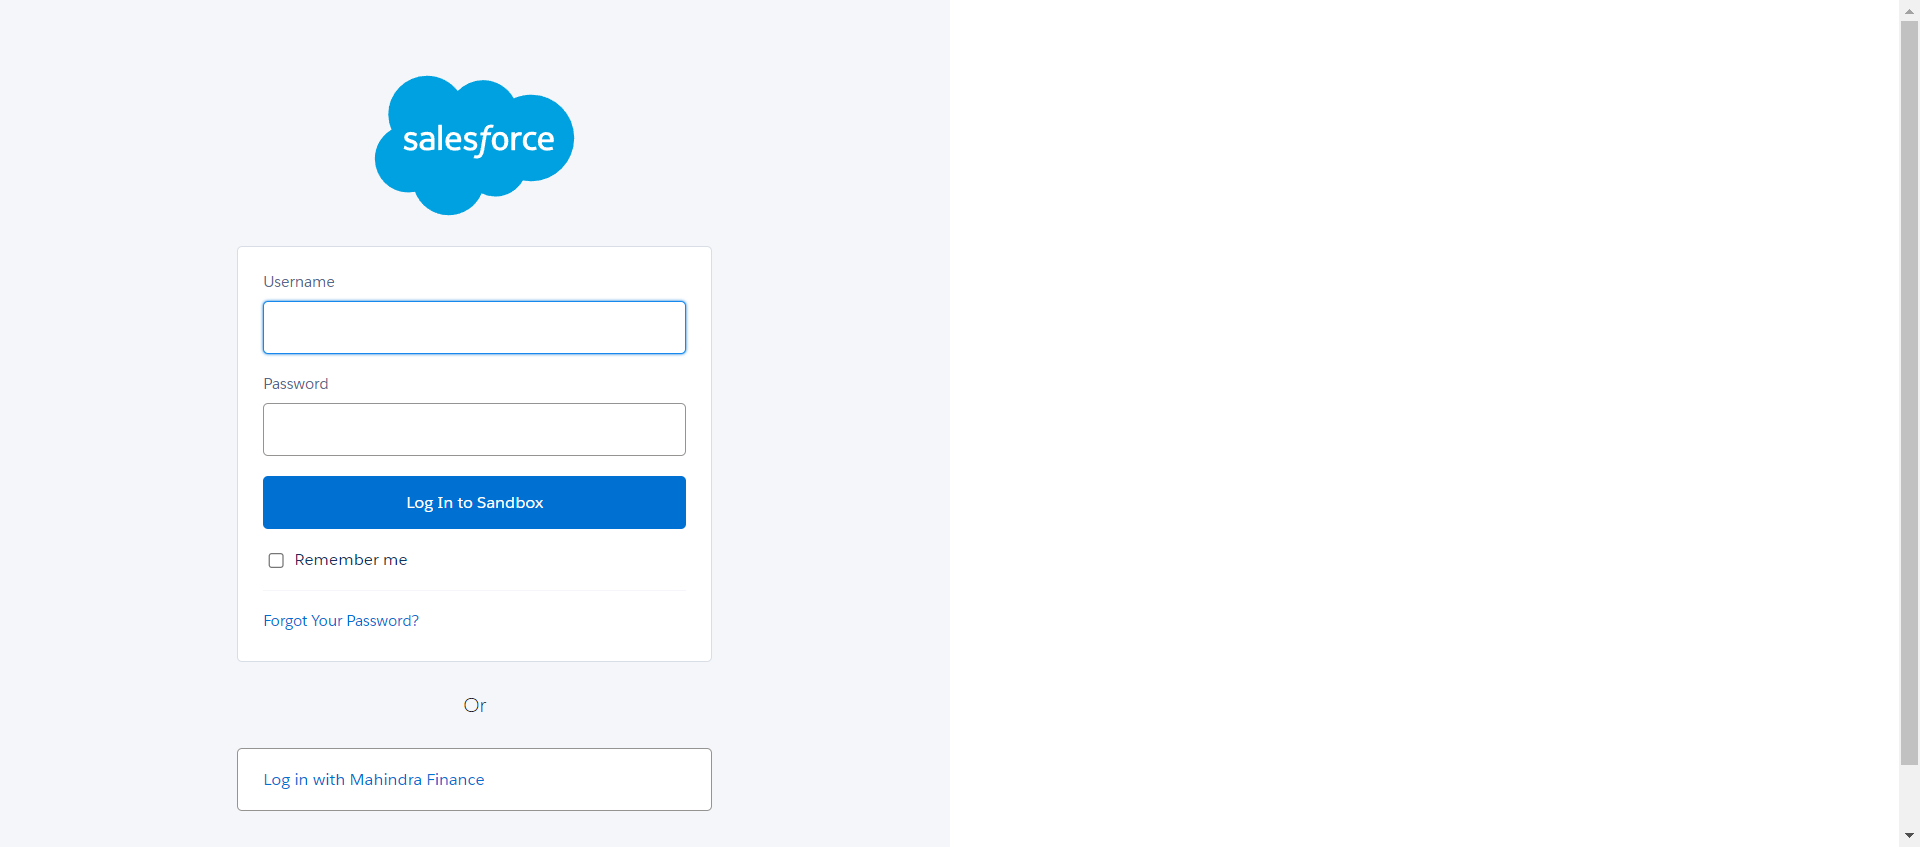 salesforce
Username
Password
Log In to Sandbox
Remember me
Forgot Your Password?
Or
Log in with Mahindra Finance